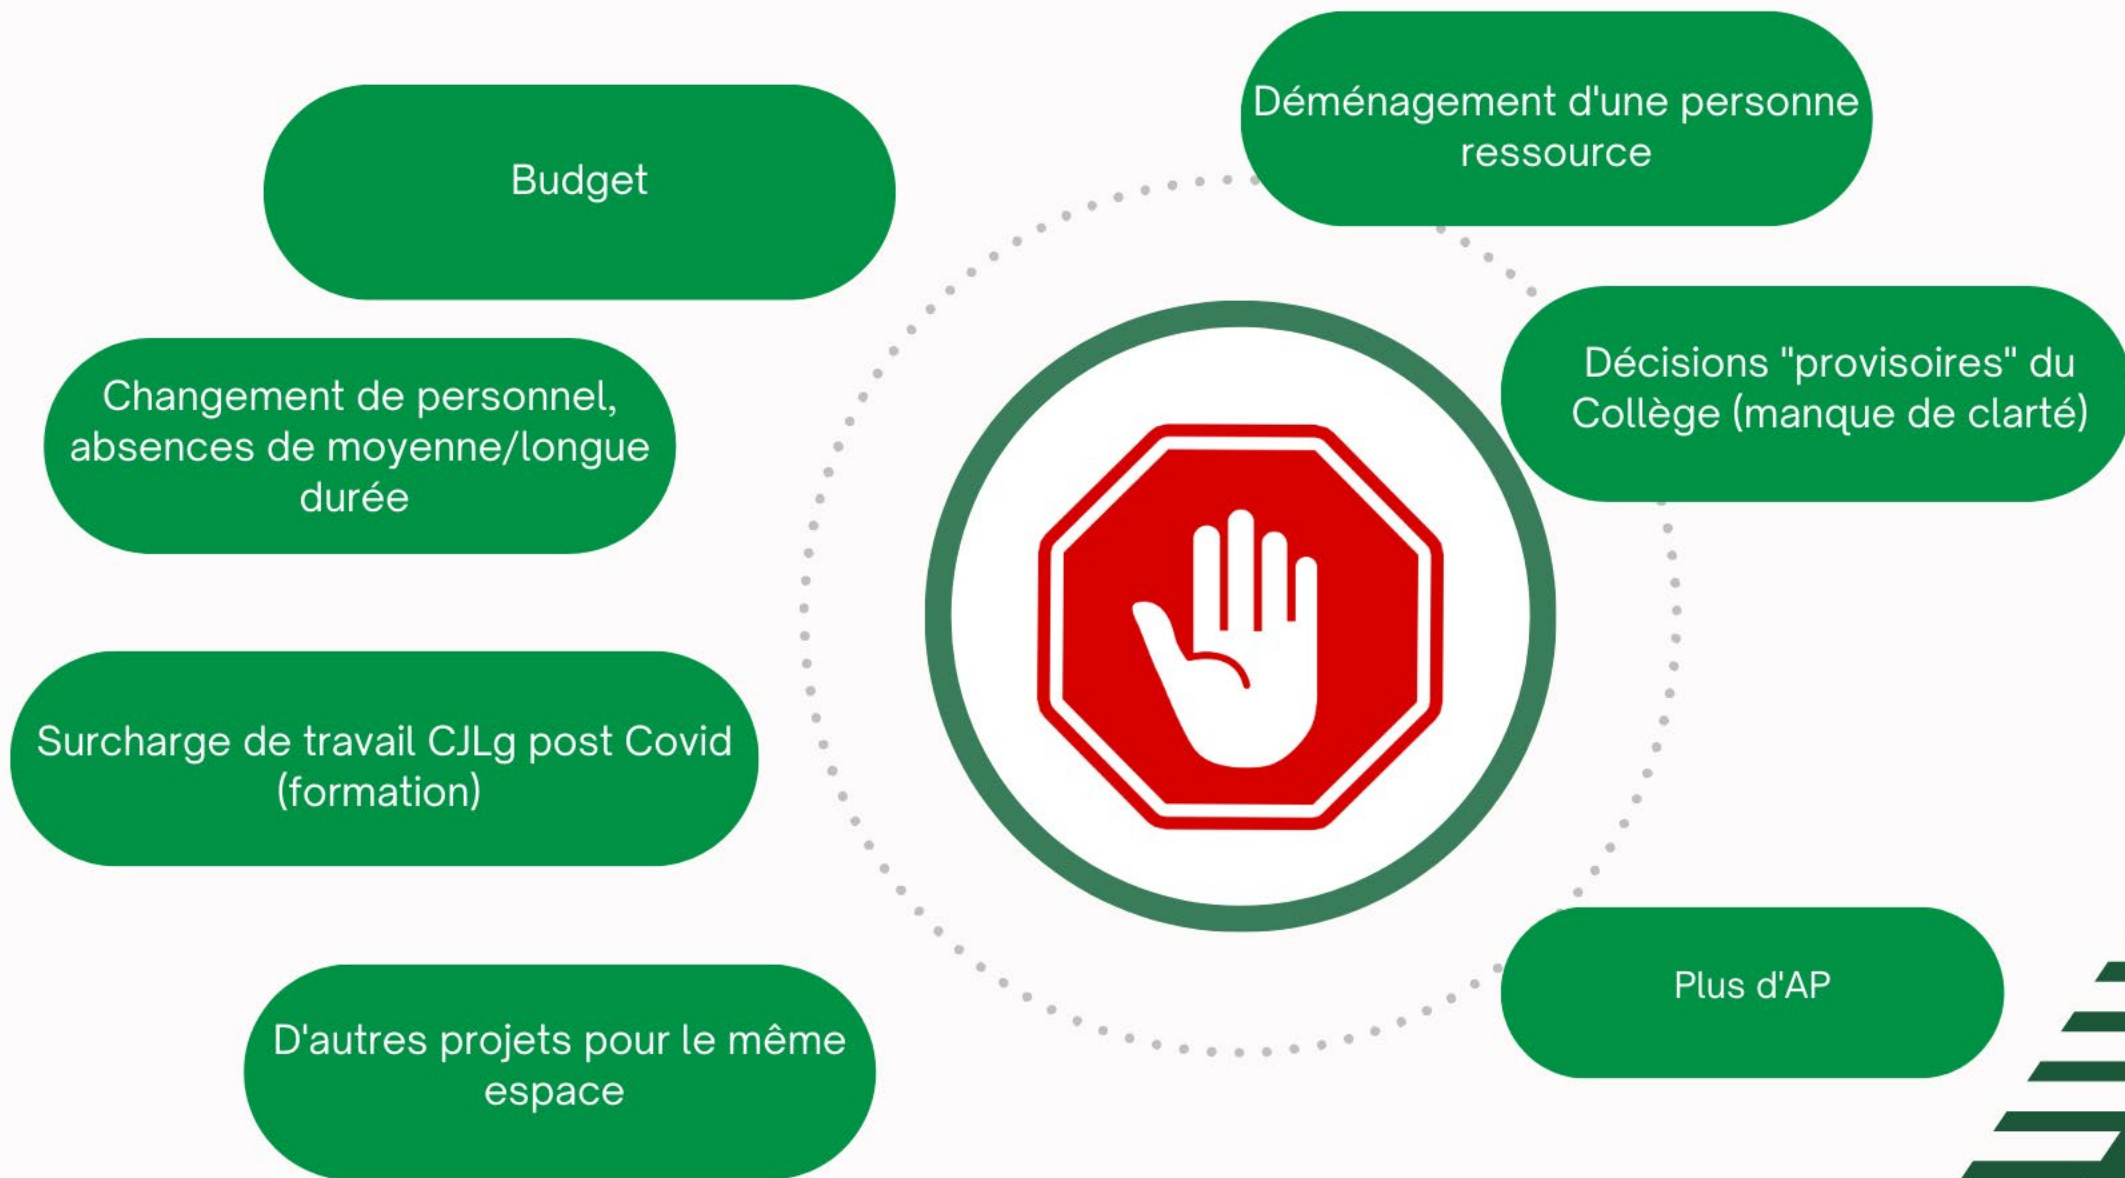 Budget
Déménagement d'une personne
ressource
Changement de personnel,
absences de moyenne/longue
durée
Décisions "provisoires" du
Collège (manque de clarté)
Surcharge de travail CJLg post Covid
(formation)
D'autres projets pour le même
espace
Plus d'AP